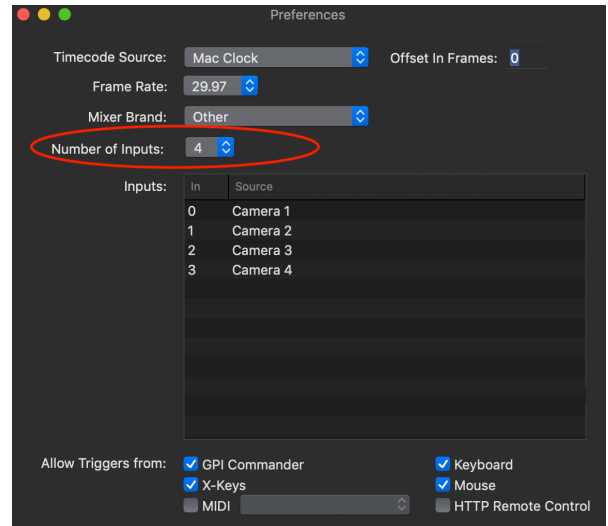 Preferences
Timecode Source: Mac Clock Offset In Frames: 0
Frame Rate: 29.97
Mixer Brand: Other
Number of Inputs: 4
Inputs: In Source
0 Camera 1
1 Camera 2
2 Camera 3
3 Camera 4
Allow Triggers from: GPI Commander Keyboard
X-Keys Mouse
MIDI HTTP Remote Control